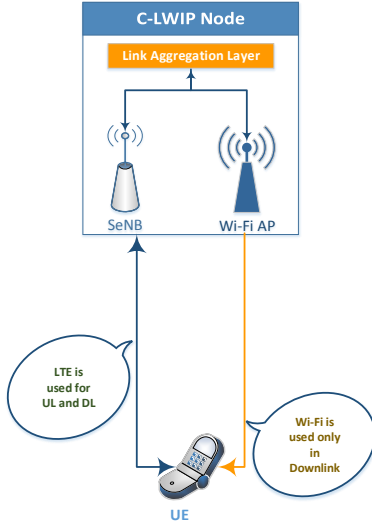 C-LWIP Node
Link Aggregation Layer
SeNB
Wi-Fi AP
LTE is
used for
UL and DL
Wi-Fi is
used only
in
Downlink
UE